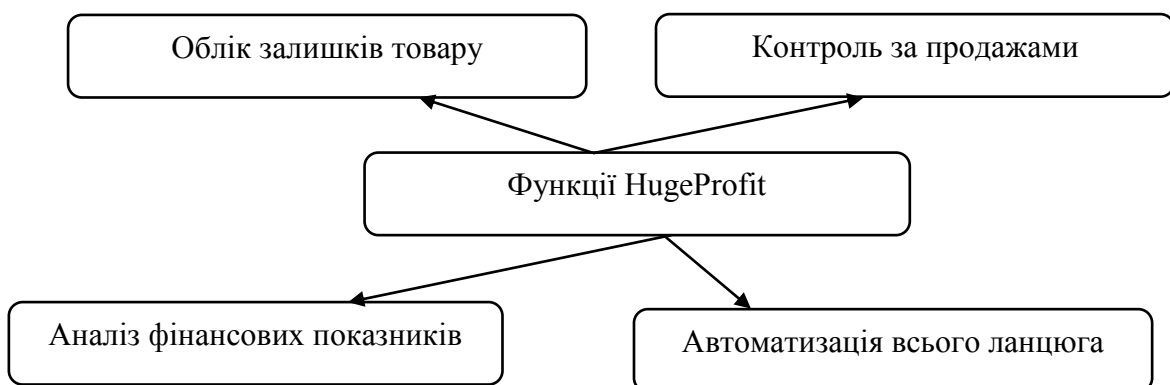 Облік залишків товару
Контроль за продажами
Функції HugeProfit
Аналіз фінансових показників
Автоматизація всього ланцюга